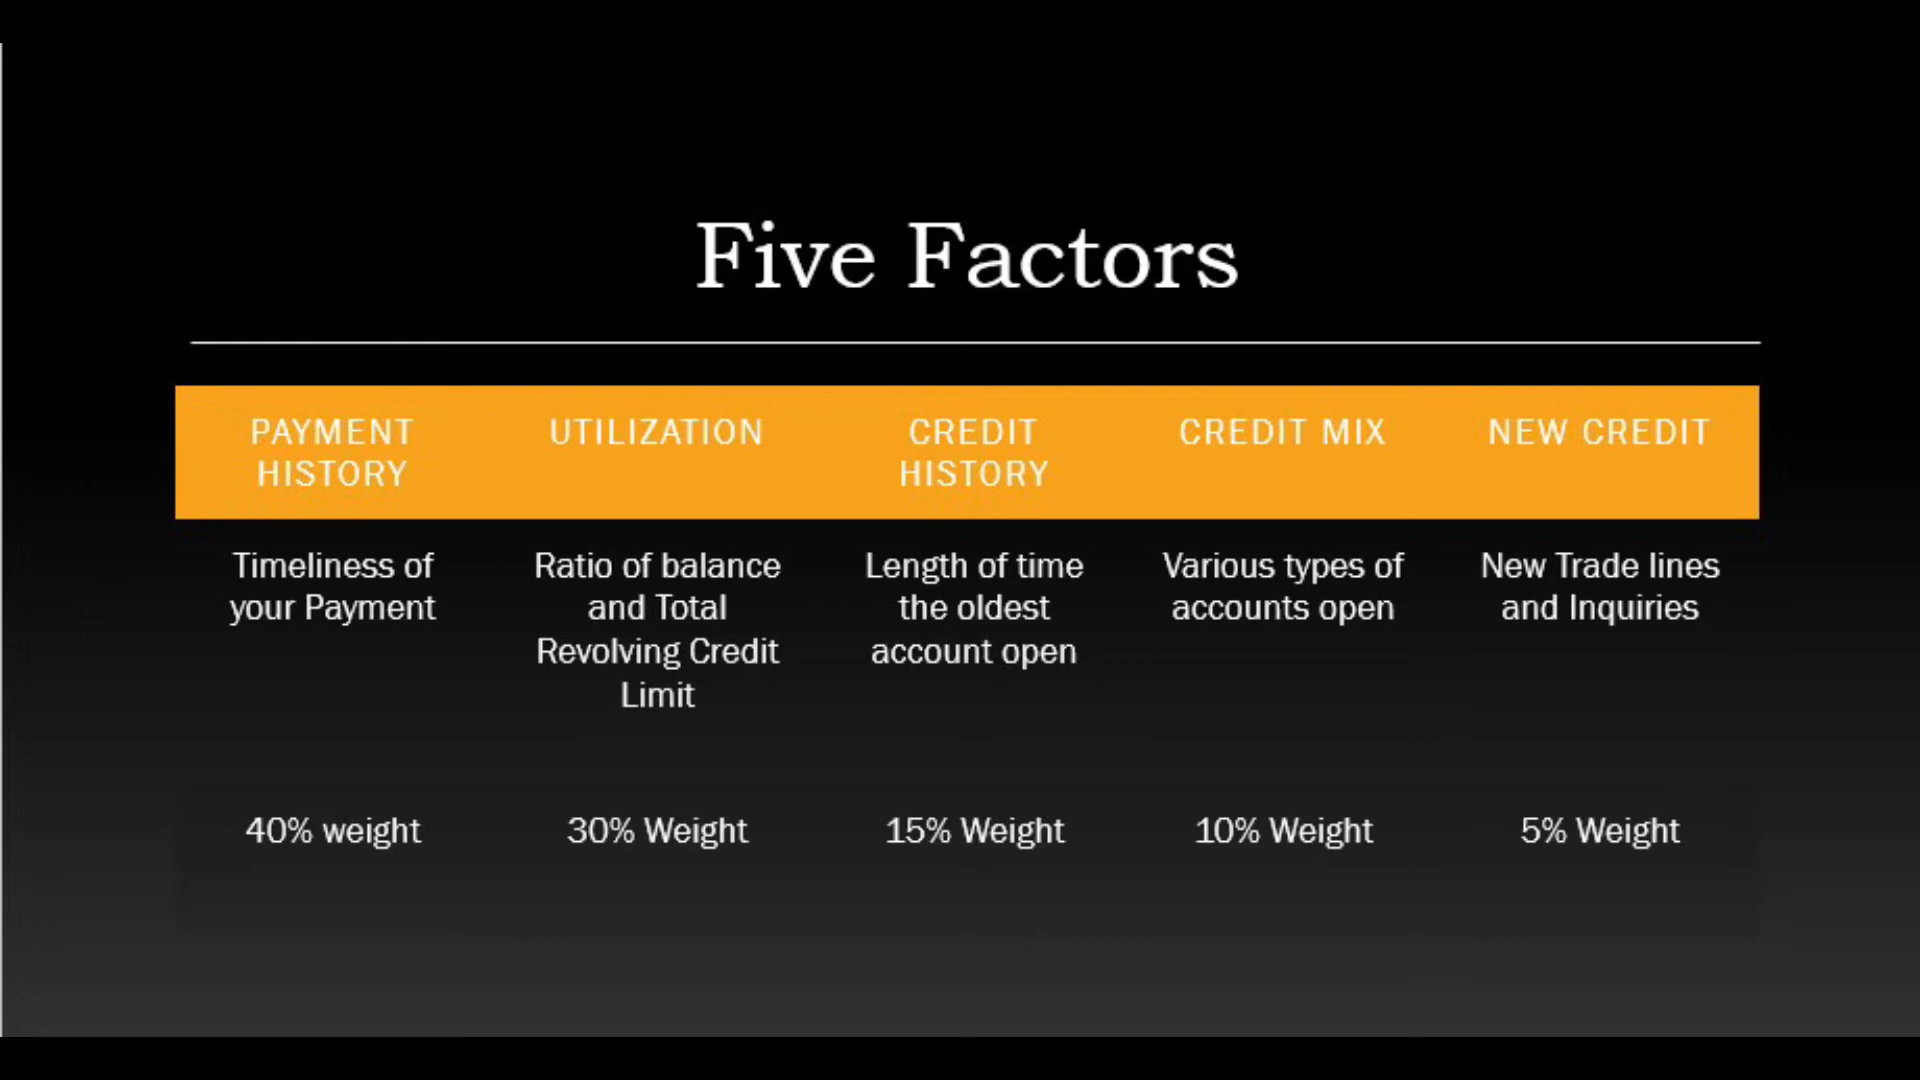 Five Factors
PAYMENT
HISTORY
UTILIZATION
CREDIT
HISTORY
CREDIT MIX
NEW CREDIT
Timeliness of
your Payment
Ratio of balance
and Total
Revolving Credit
Limit
Length of time
the oldest
account open
Various types of
accounts open
New Trade lines
and Inquiries
40% weight
30% Weight
15% Weight
10% Weight
5% Weight